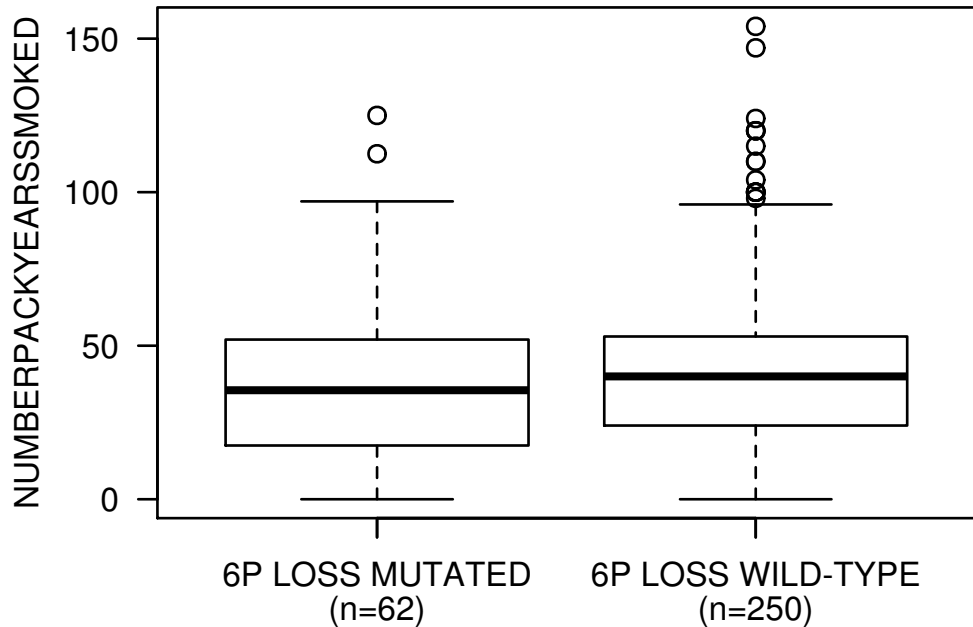 NUMBERPACKYEARSSMOKED
150
100
50
0
6P LOSS MUTATED
(n=62)
6P LOSS WILD-TYPE
(n=250)